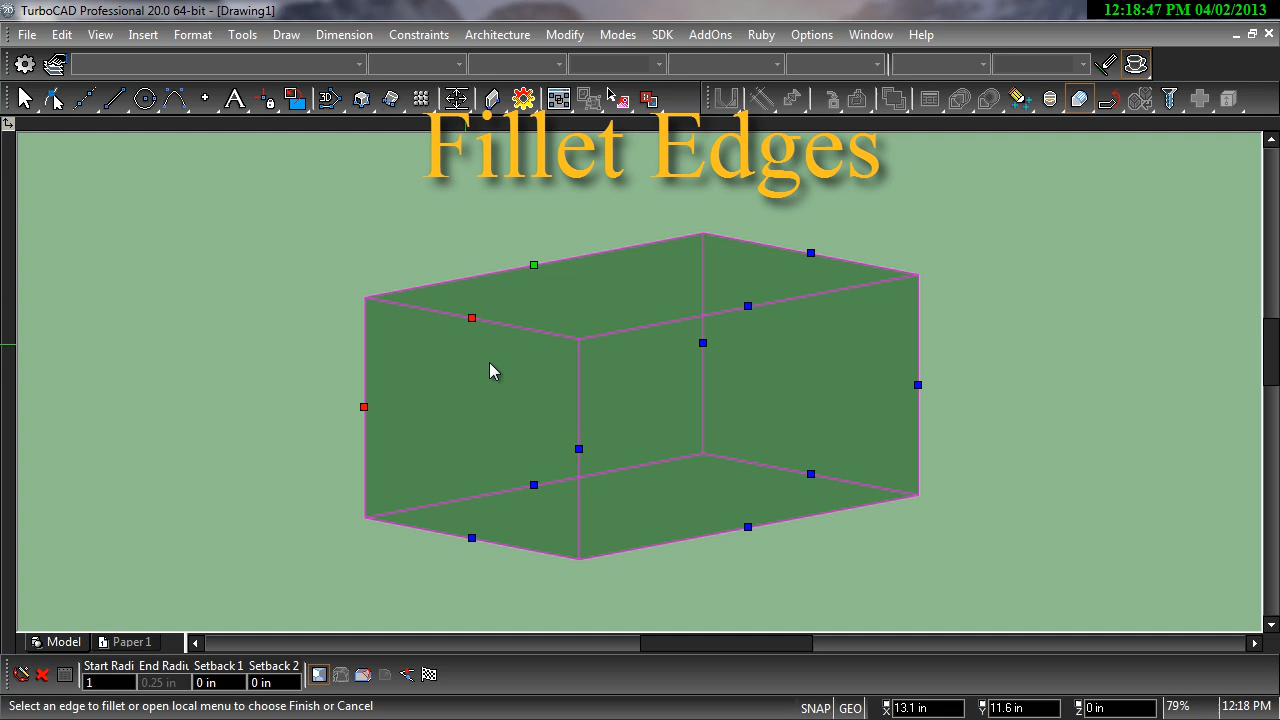 TurboCAD Professional 20.0 64-bit - [Drawing1]
12:18:47 PM 04/02/2013
File Edit View Insert Format Tools Draw Dimension Constraints Architecture Modify Modes SDK AddOns Ruby Options Window Help
Fillet Edges
Model Paper 1
Start Radi End Radiu Setback 1 Setback 2
1 0.25 in 0 in 0 in
Select an edge to fillet or open local menu to choose Finish or Cancel SNAP GEO X 13.1 in Y 11.6 in Z 0 in 79% 12:18 PM